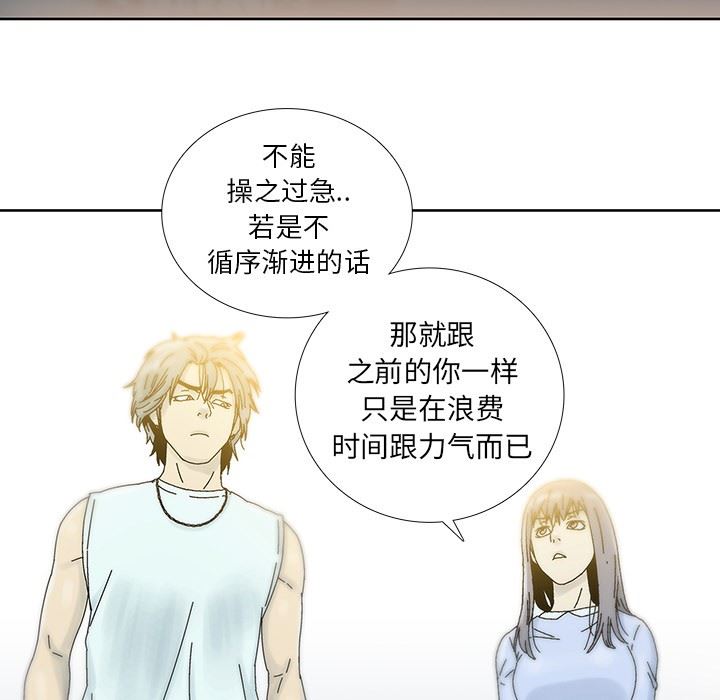 不能
操之过急..
若是不
循序渐进的话
那就跟
之前的你一样
只是在浪费
时间跟力气而已